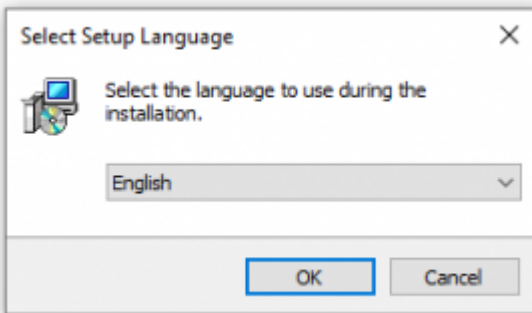 Select Setup Language
Select the language to use during the
installation.
English
OK
Cancel